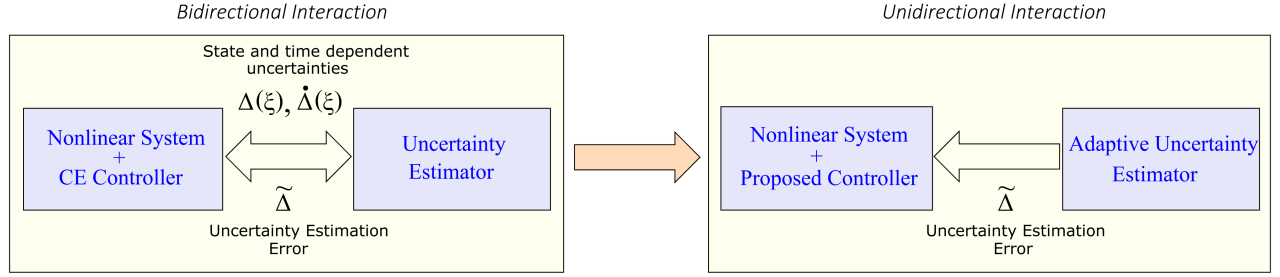 Bidirectional Interaction
State and time dependent
uncertainties
Δ(ξ), Δ̇(ξ)
Nonlinear System
+
CE Controller
Uncertainty
Estimator
Δ̃
Uncertainty Estimation
Error
Unidirectional Interaction
Nonlinear System
+
Proposed Controller
Adaptive Uncertainty
Estimator
Δ̃
Uncertainty Estimation
Error